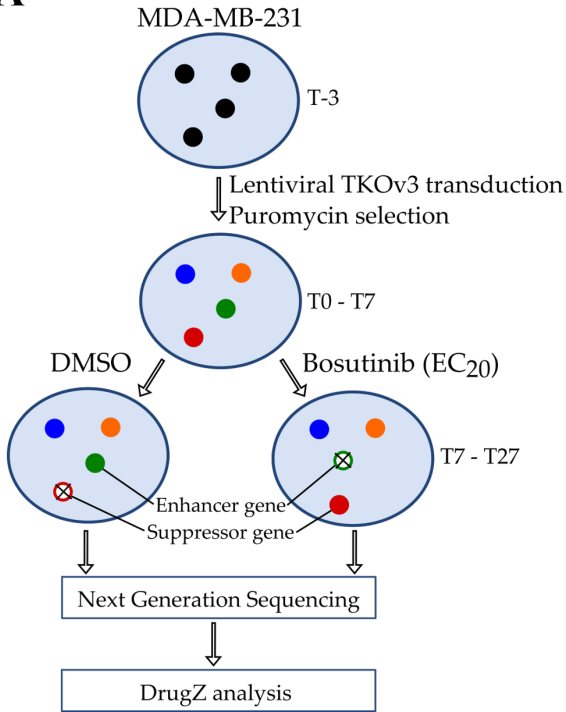 MDA-MB-231
T-3
Lentiviral TKOv3 transduction
Puromycin selection
T0 - T7
DMSO
Bosutinib (EC20)
T7 - T27
Enhancer gene
Suppressor gene
Next Generation Sequencing
DrugZ analysis